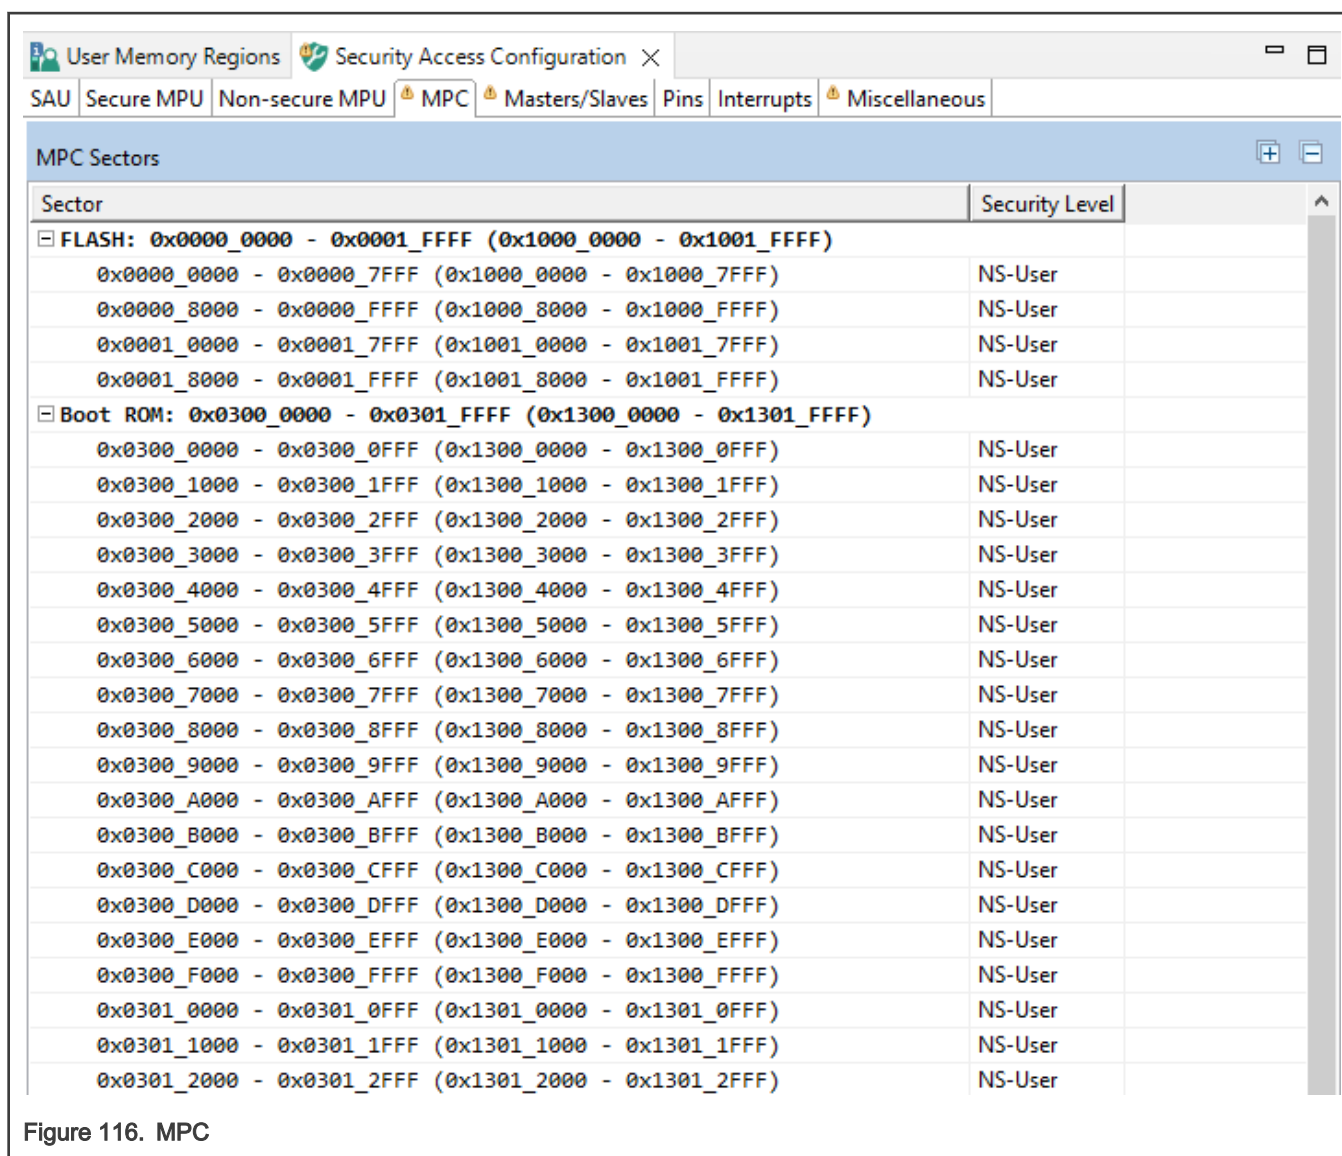 User Memory Regions Security Access Configuration
SAU Secure MPU Non-secure MPU MPC Masters/Slaves Pins Interrupts Miscellaneous
MPC Sectors
Sector Security Level
FLASH: 0x0000_0000 - 0x0001_FFFF (0x1000_0000 - 0x1001_FFFF)
0x0000_0000 - 0x0000_7FFF (0x1000_0000 - 0x1000_7FFF) NS-User
0x0000_8000 - 0x0000_FFFF (0x1000_8000 - 0x1000_FFFF) NS-User
0x0001_0000 - 0x0001_7FFF (0x1001_0000 - 0x1001_7FFF) NS-User
0x0001_8000 - 0x0001_FFFF (0x1001_8000 - 0x1001_FFFF) NS-User
Boot ROM: 0x0300_0000 - 0x0301_FFFF (0x1300_0000 - 0x1301_FFFF)
0x0300_0000 - 0x0300_0FFF (0x1300_0000 - 0x1300_0FFF) NS-User
0x0300_1000 - 0x0300_1FFF (0x1300_1000 - 0x1300_1FFF) NS-User
0x0300_2000 - 0x0300_2FFF (0x1300_2000 - 0x1300_2FFF) NS-User
0x0300_3000 - 0x0300_3FFF (0x1300_3000 - 0x1300_3FFF) NS-User
0x0300_4000 - 0x0300_4FFF (0x1300_4000 - 0x1300_4FFF) NS-User
0x0300_5000 - 0x0300_5FFF (0x1300_5000 - 0x1300_5FFF) NS-User
0x0300_6000 - 0x0300_6FFF (0x1300_6000 - 0x1300_6FFF) NS-User
0x0300_7000 - 0x0300_7FFF (0x1300_7000 - 0x1300_7FFF) NS-User
0x0300_8000 - 0x0300_8FFF (0x1300_8000 - 0x1300_8FFF) NS-User
0x0300_9000 - 0x0300_9FFF (0x1300_9000 - 0x1300_9FFF) NS-User
0x0300_A000 - 0x0300_AFFF (0x1300_A000 - 0x1300_AFFF) NS-User
0x0300_B000 - 0x0300_BFFF (0x1300_B000 - 0x1300_BFFF) NS-User
0x0300_C000 - 0x0300_CFFF (0x1300_C000 - 0x1300_CFFF) NS-User
0x0300_D000 - 0x0300_DFFF (0x1300_D000 - 0x1300_DFFF) NS-User
0x0300_E000 - 0x0300_EFFF (0x1300_E000 - 0x1300_EFFF) NS-User
0x0300_F000 - 0x0300_FFFF (0x1300_F000 - 0x1300_FFFF) NS-User
0x0301_0000 - 0x0301_0FFF (0x1301_0000 - 0x1301_0FFF) NS-User
0x0301_1000 - 0x0301_1FFF (0x1301_1000 - 0x1301_1FFF) NS-User
0x0301_2000 - 0x0301_2FFF (0x1301_2000 - 0x1301_2FFF) NS-User
Figure 116. MPC